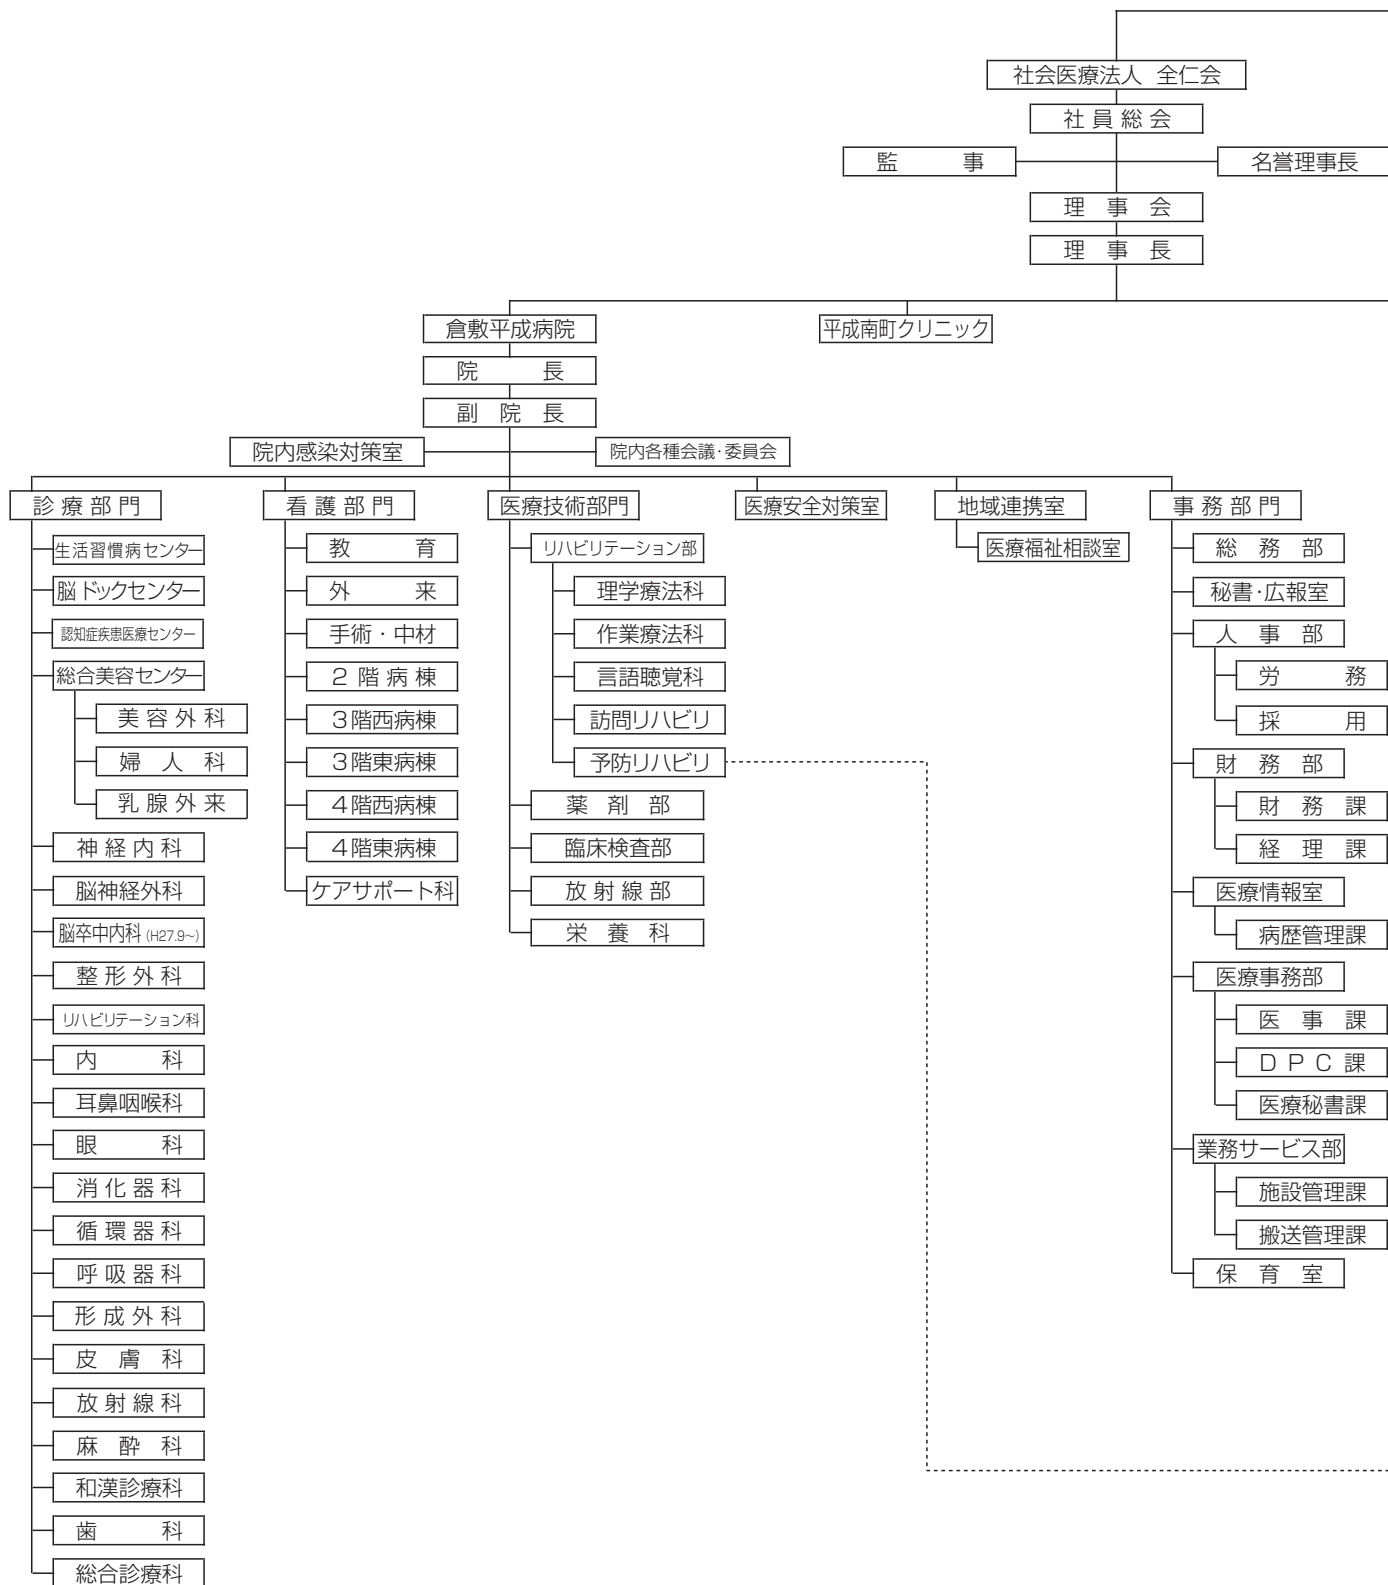 社会医療法人 全仁会
社員総会
監事
名誉理事長
理事会
理事長
倉敷平成病院
平成南町クリニック
院長
副院長
院内感染対策室
院内各種会議・委員会
診療部門
生活習慣病センター
脳ドックセンター
認知症疾患医療センター
総合美容センター
美容外科
婦人科
乳腺外来
神経内科
脳神経外科
脳卒中内科(H27.9~)
整形外科
リハビリテーション科
内科
耳鼻咽喉科
眼科
消化器科
循環器科
呼吸器科
形成外科
皮膚科
放射線科
麻酔科
和漢診療科
歯科
総合診療科
看護部門
教育
外来
手術・中材
2階病棟
3階西病棟
3階東病棟
4階西病棟
4階東病棟
ケアサポート科
医療技術部門
リハビリテーション部
理学療法科
作業療法科
言語聴覚科
訪問リハビリ
予防リハビリ
薬剤部
臨床検査部
放射線部
栄養科
医療安全対策室
地域連携室
医療福祉相談室
事務部門
総務部
秘書・広報室
人事部
労務
採用
財務部
財務課
経理課
医療情報室
病歴管理課
医療事務部
医事課
DPC課
医療秘書課
業務サービス部
施設管理課
搬送管理課
保育室